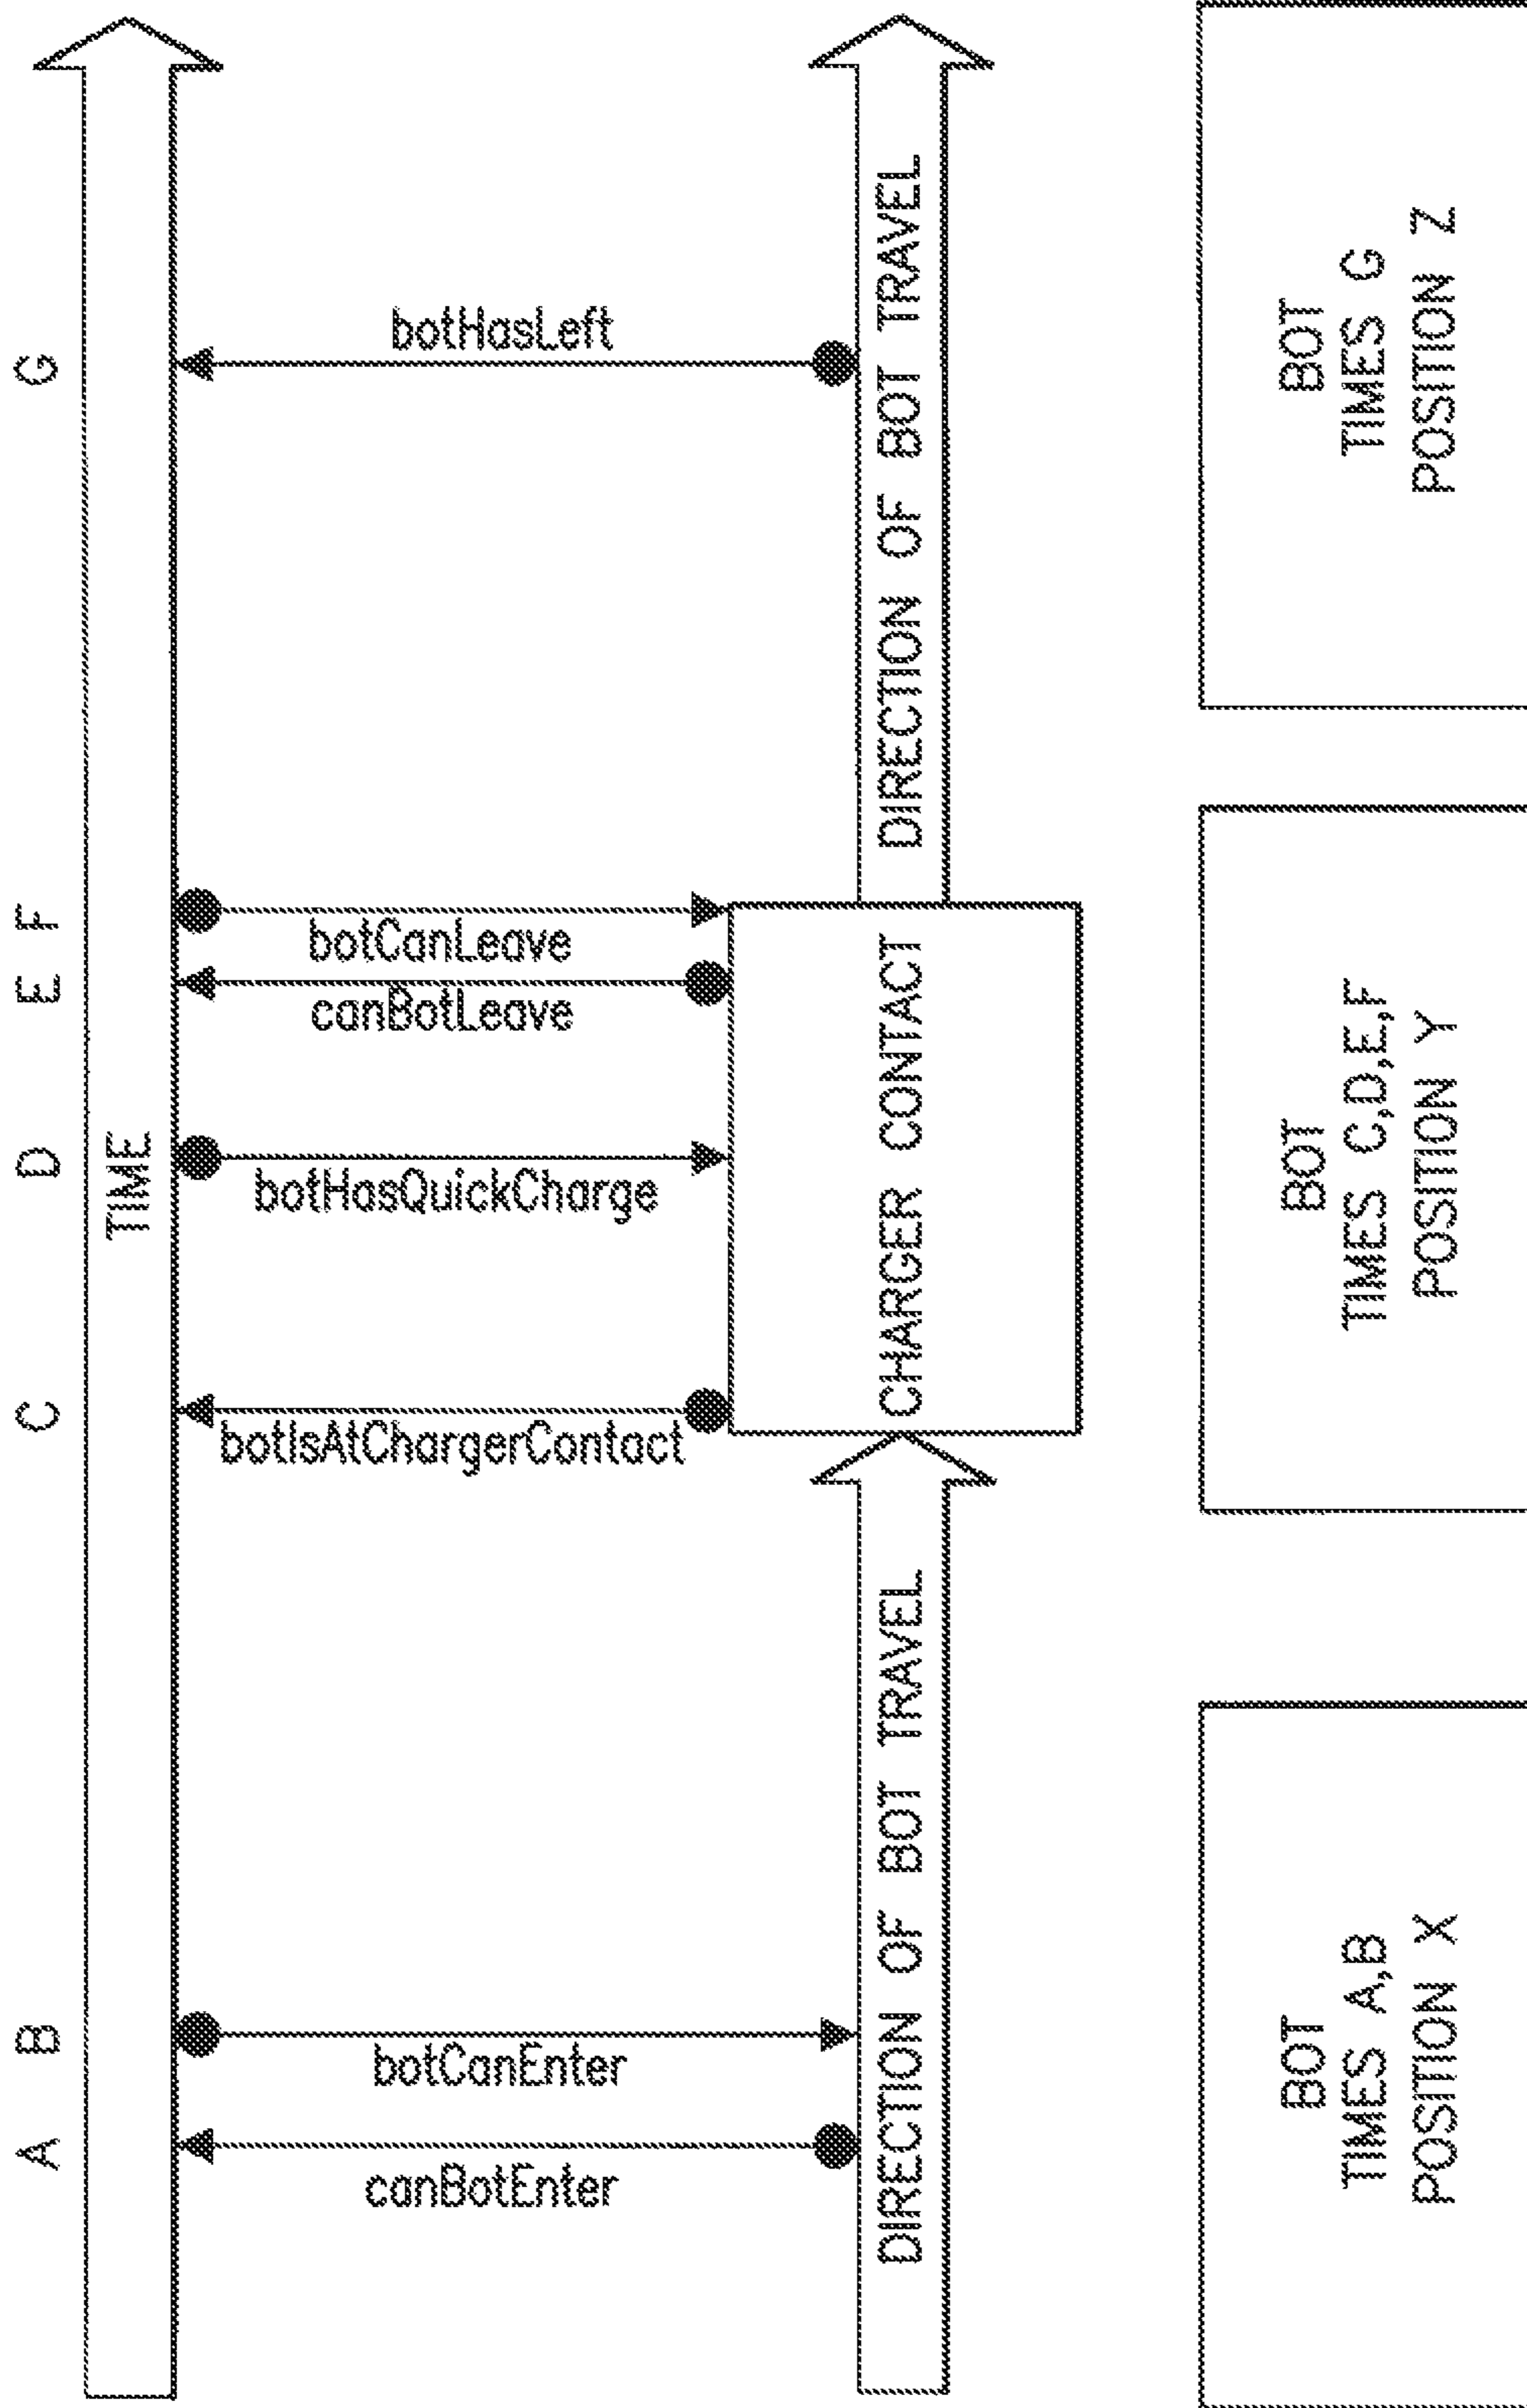 A
B
C
D
E
F
G
TIME
canBotEnter
botCanEnter
botIsAtChargerContact
botHasQuickCharge
canBotLeave
botCanLeave
botHasLeft
DIRECTION OF BOT TRAVEL
CHARGER CONTACT
DIRECTION OF BOT TRAVEL
BOT
TIMES A,B
POSITION X
BOT
TIMES C,D,E,F
POSITION Y
BOT
TIMES G
POSITION Z